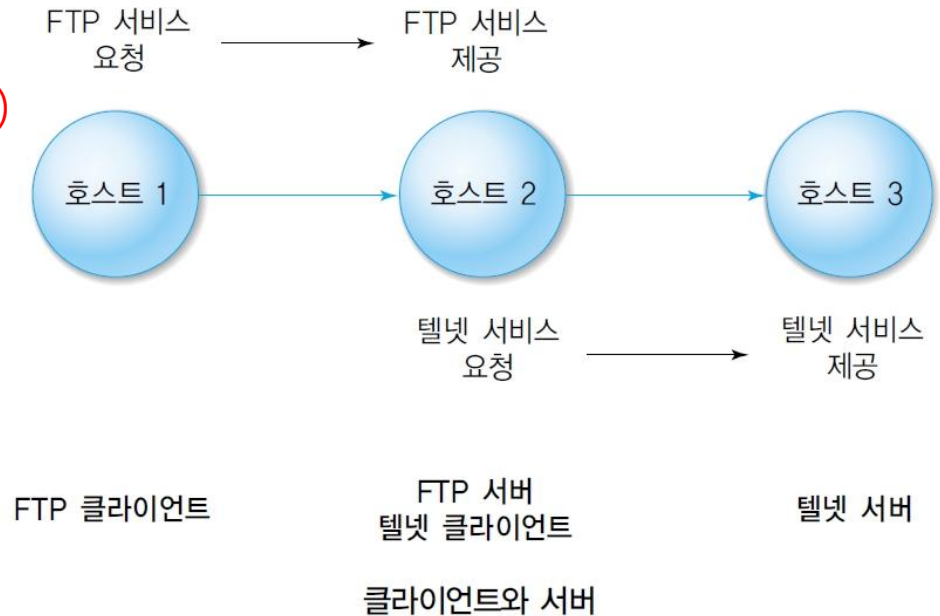 FTP 서비스
요청
FTP 서비스
제공
)
호스트 1
호스트 2
호스트 3
텔넷 서비스
요청
텔넷 서비스
제공
FTP 클라이언트
FTP 서버
텔넷 클라이언트
텔넷 서버
클라이언트와 서버